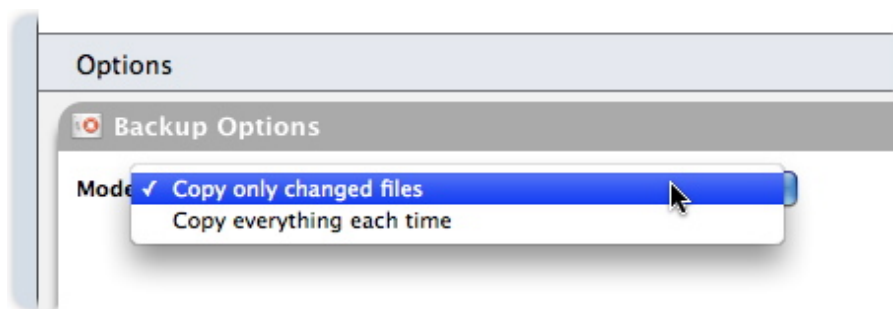 Options
Backup Options
Mode ✓ Copy only changed files
Copy everything each time